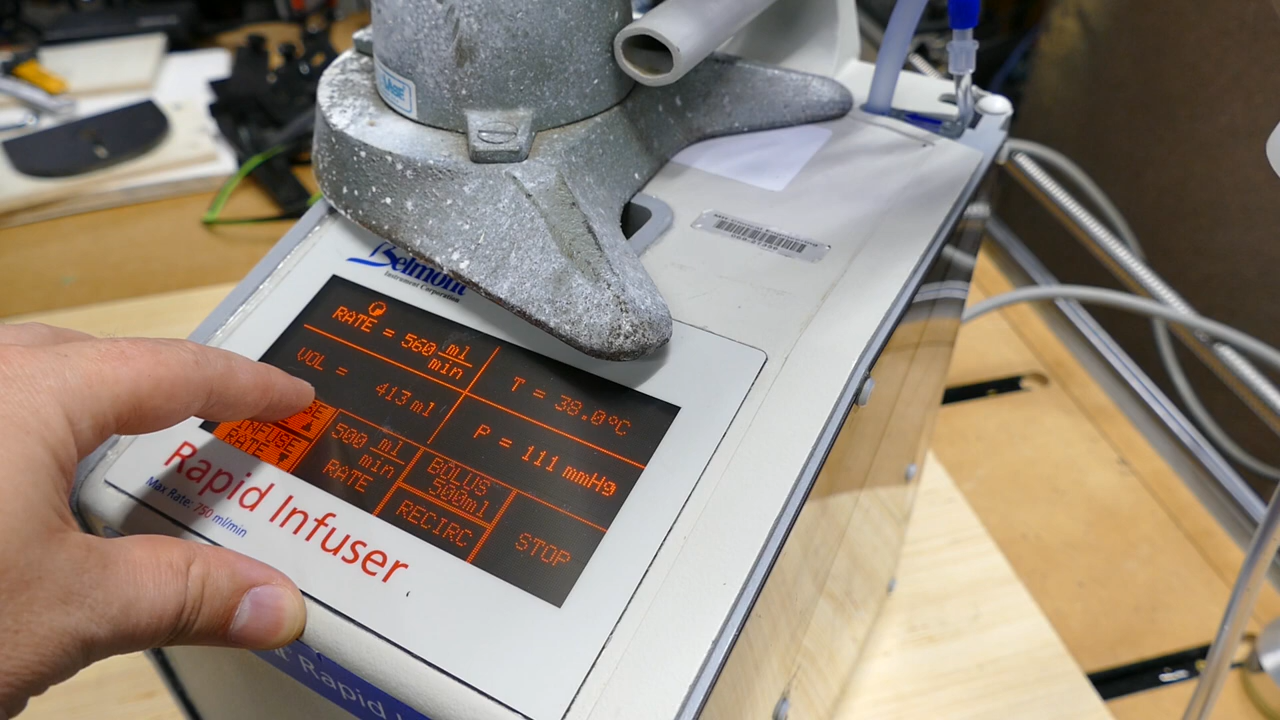 Belmont
Instrument Corporation
RATE = 560 ml
min
T = 38.0°C
VOL = 413 ml
P = 111 mmHg
INFUSE
RATE
500 ml
min
RATE
BOLUS
500ml
RECIRC
STOP
Rapid Infuser
Max Rate: 750 ml/min
Rapid